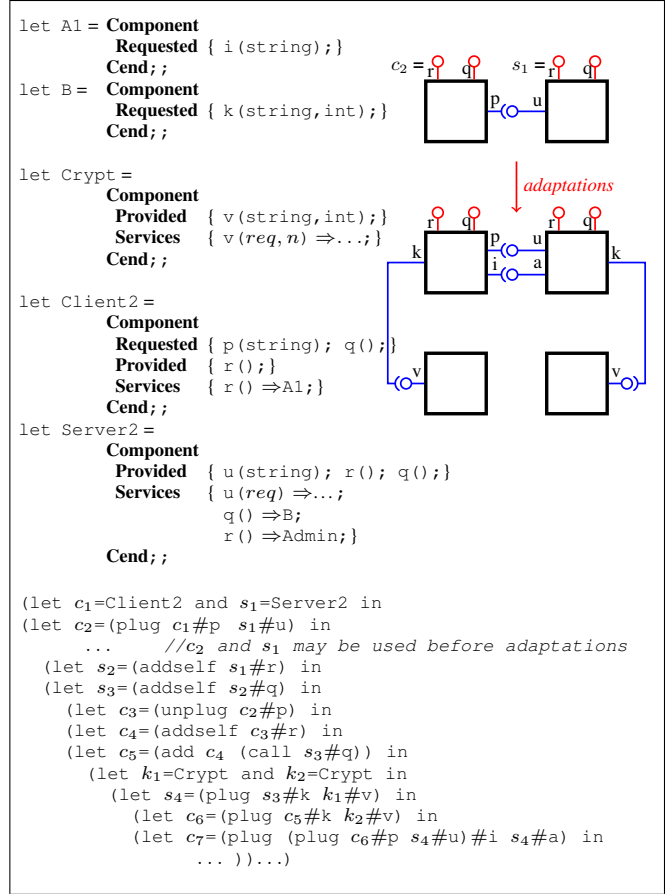 let A1 = Component
Requested { i(string);}
Cend;;
let B = Component
Requested { k(string,int);}
Cend;;
let Crypt =
Component
Provided { v(string,int);}
Services { v(req, n) ⇒...;}
Cend;;
let Client2 =
Component
Requested { p(string); q();}
Provided { r();}
Services { r() ⇒A1;}
Cend;;
let Server2 =
Component
Provided { u(string); r(); q();}
Services { u(req) ⇒...;
q() ⇒B;
r() ⇒Admin;}
Cend;;
c2 = r q s1 = r q
p u
adaptations
r q r q
k p u k
i a
v v
(let c1=Client2 and s1=Server2 in
(let c2=(plug c1#p s1#u) in
... //c2 and s1 may be used before adaptations
(let s2=(addself s1#r) in
(let s3=(addself s2#q) in
(let c3=(unplug c2#p) in
(let c4=(addself c3#r) in
(let c5=(add c4 (call s3#q)) in
(let k1=Crypt and k2=Crypt in
(let s4=(plug s3#k k1#v) in
(let c6=(plug c5#k k2#v) in
(let c7=(plug (plug c6#p s4#u)#i s4#a) in
... ))...)